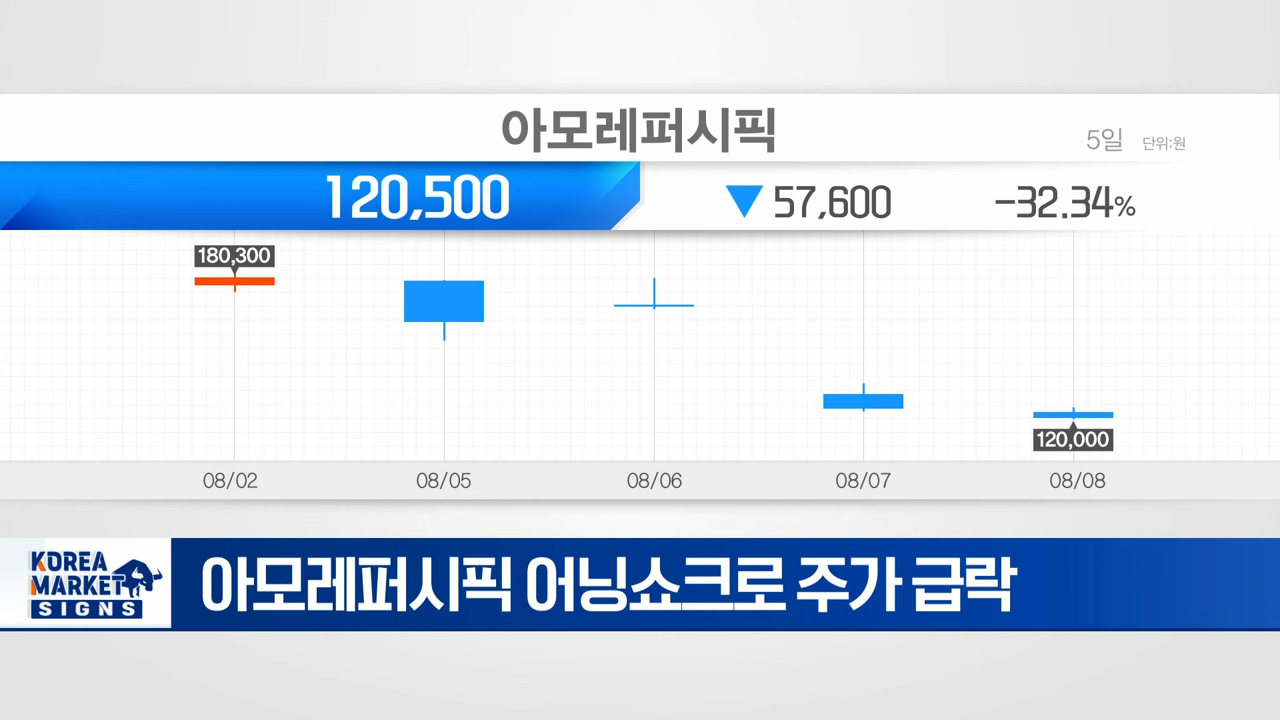 아모레퍼시픽
5일 단위:원
120,500 ▼ 57,600 -32.34%
180,300
120,000
08/02 08/05 08/06 08/07 08/08
KOREA
MARKET
SIGNS
아모레퍼시픽 어닝쇼크로 주가 급락